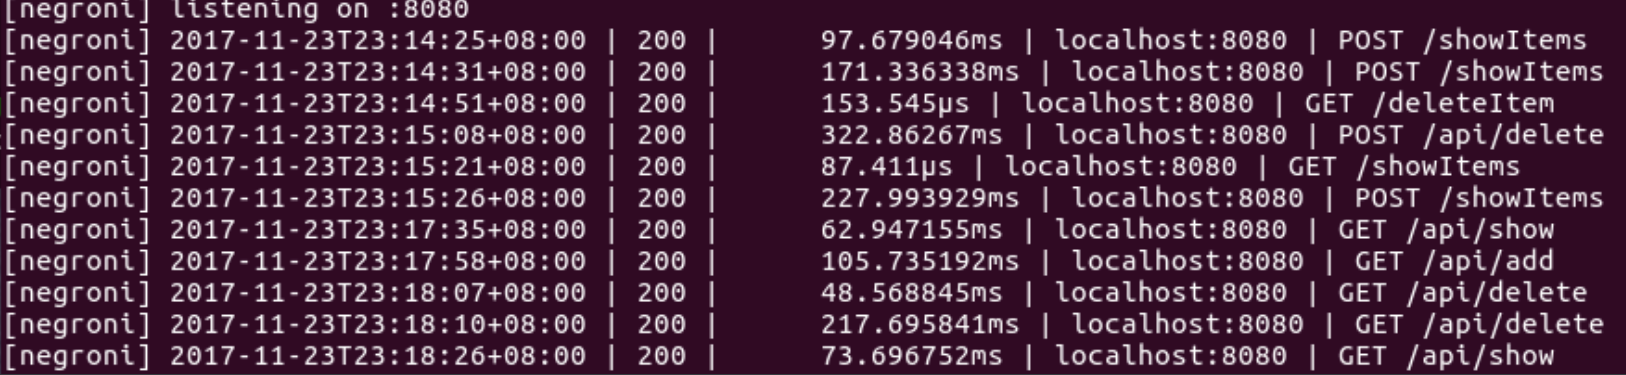 [negroni] listening on :8080
[negroni] 2017-11-23T23:14:25+08:00 | 200 | 97.679046ms | localhost:8080 | POST /showItems
[negroni] 2017-11-23T23:14:31+08:00 | 200 | 171.336338ms | localhost:8080 | POST /showItems
[negroni] 2017-11-23T23:14:51+08:00 | 200 | 153.545µs | localhost:8080 | GET /deleteItem
[negroni] 2017-11-23T23:15:08+08:00 | 200 | 322.86267ms | localhost:8080 | POST /api/delete
[negroni] 2017-11-23T23:15:21+08:00 | 200 | 87.411µs | localhost:8080 | GET /showItems
[negroni] 2017-11-23T23:15:26+08:00 | 200 | 227.993929ms | localhost:8080 | POST /showItems
[negroni] 2017-11-23T23:17:35+08:00 | 200 | 62.947155ms | localhost:8080 | GET /api/show
[negroni] 2017-11-23T23:17:58+08:00 | 200 | 105.735192ms | localhost:8080 | GET /api/add
[negroni] 2017-11-23T23:18:07+08:00 | 200 | 48.568845ms | localhost:8080 | GET /api/delete
[negroni] 2017-11-23T23:18:10+08:00 | 200 | 217.695841ms | localhost:8080 | GET /api/delete
[negroni] 2017-11-23T23:18:26+08:00 | 200 | 73.696752ms | localhost:8080 | GET /api/show